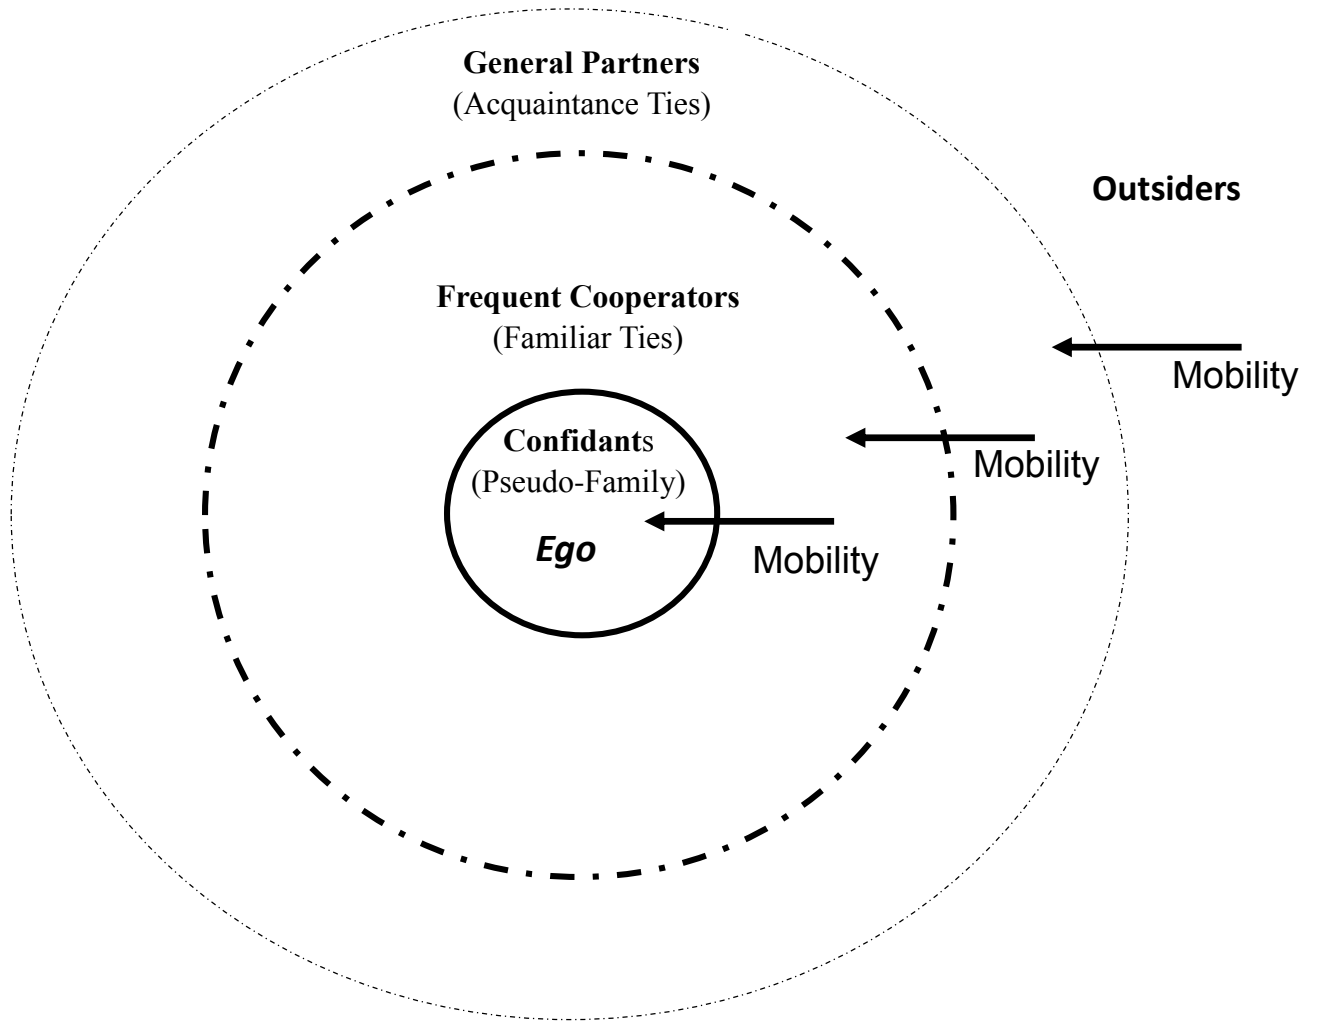 General Partners
(Acquaintance Ties)
Outsiders
Frequent Cooperators
(Familiar Ties)
Mobility
Confidants
(Pseudo-Family)
Mobility
Ego
Mobility